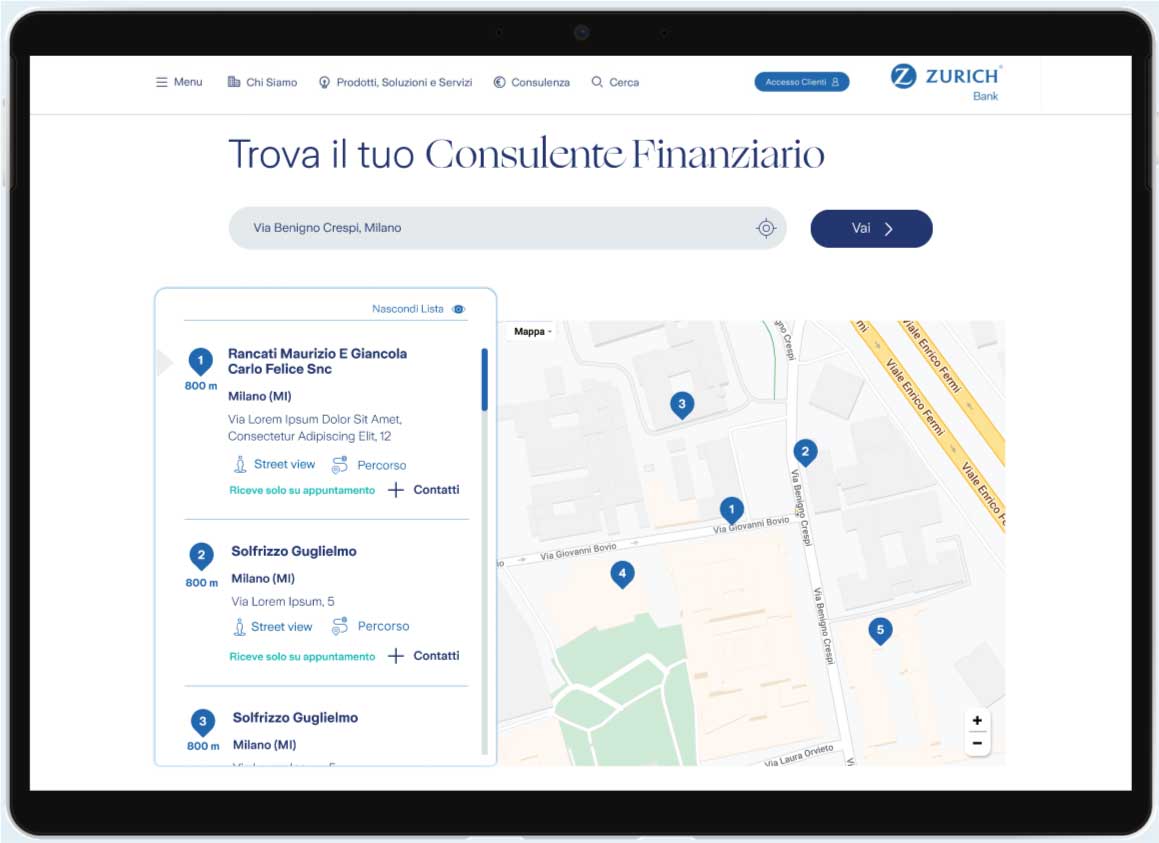 Menu
Chi Siamo
Prodotti, Soluzioni e Servizi
Consulenza
Cerca
Accesso Clienti
ZURICH®
Bank
Trova il tuo Consulente Finanziario
Via Benigno Crespi, Milano
Vai
Nascondi Lista
1
800 m
Rancati Maurizio E Giancola
Carlo Felice Snc
Milano (MI)
Via Lorem Ipsum Dolor Sit Amet,
Consectetur Adipiscing Elit, 12
Street view
Percorso
Riceve solo su appuntamento
Contatti
2
800 m
Solfrizzo Guglielmo
Milano (MI)
Via Lorem Ipsum, 5
Street view
Percorso
Riceve solo su appuntamento
Contatti
3
800 m
Solfrizzo Guglielmo
Milano (MI)
Mappa
gno Crespi
mi
Viale Enrico Fermi
Viale Enrico Fermi
Viale Enrico F
3
2
1
Via Benigno Crespi
Via Giovanni Bovio
Via Giovanni Bovio
4
Via Benigno Crespi
5
Via Laura Orvieto
+
−